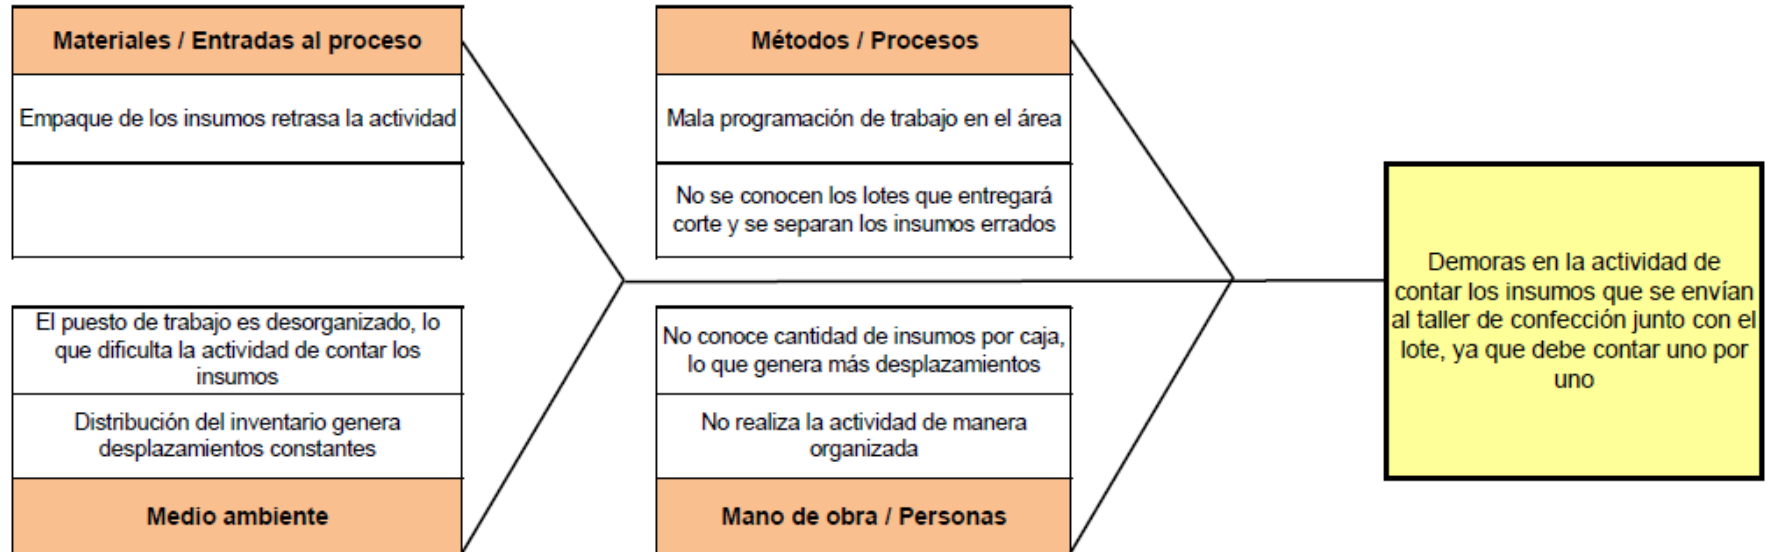 Materiales / Entradas al proceso
Empaque de los insumos retrasa la actividad
Métodos / Procesos
Mala programación de trabajo en el área
No se conocen los lotes que entregará
corte y se separan los insumos errados
El puesto de trabajo es desorganizado, lo
que dificulta la actividad de contar los
insumos
Distribución del inventario genera
desplazamientos constantes
Medio ambiente
No conoce cantidad de insumos por caja,
lo que genera más desplazamientos
No realiza la actividad de manera
organizada
Mano de obra / Personas
Demoras en la actividad de
contar los insumos que se envían
al taller de confección junto con el
lote, ya que debe contar uno por
uno